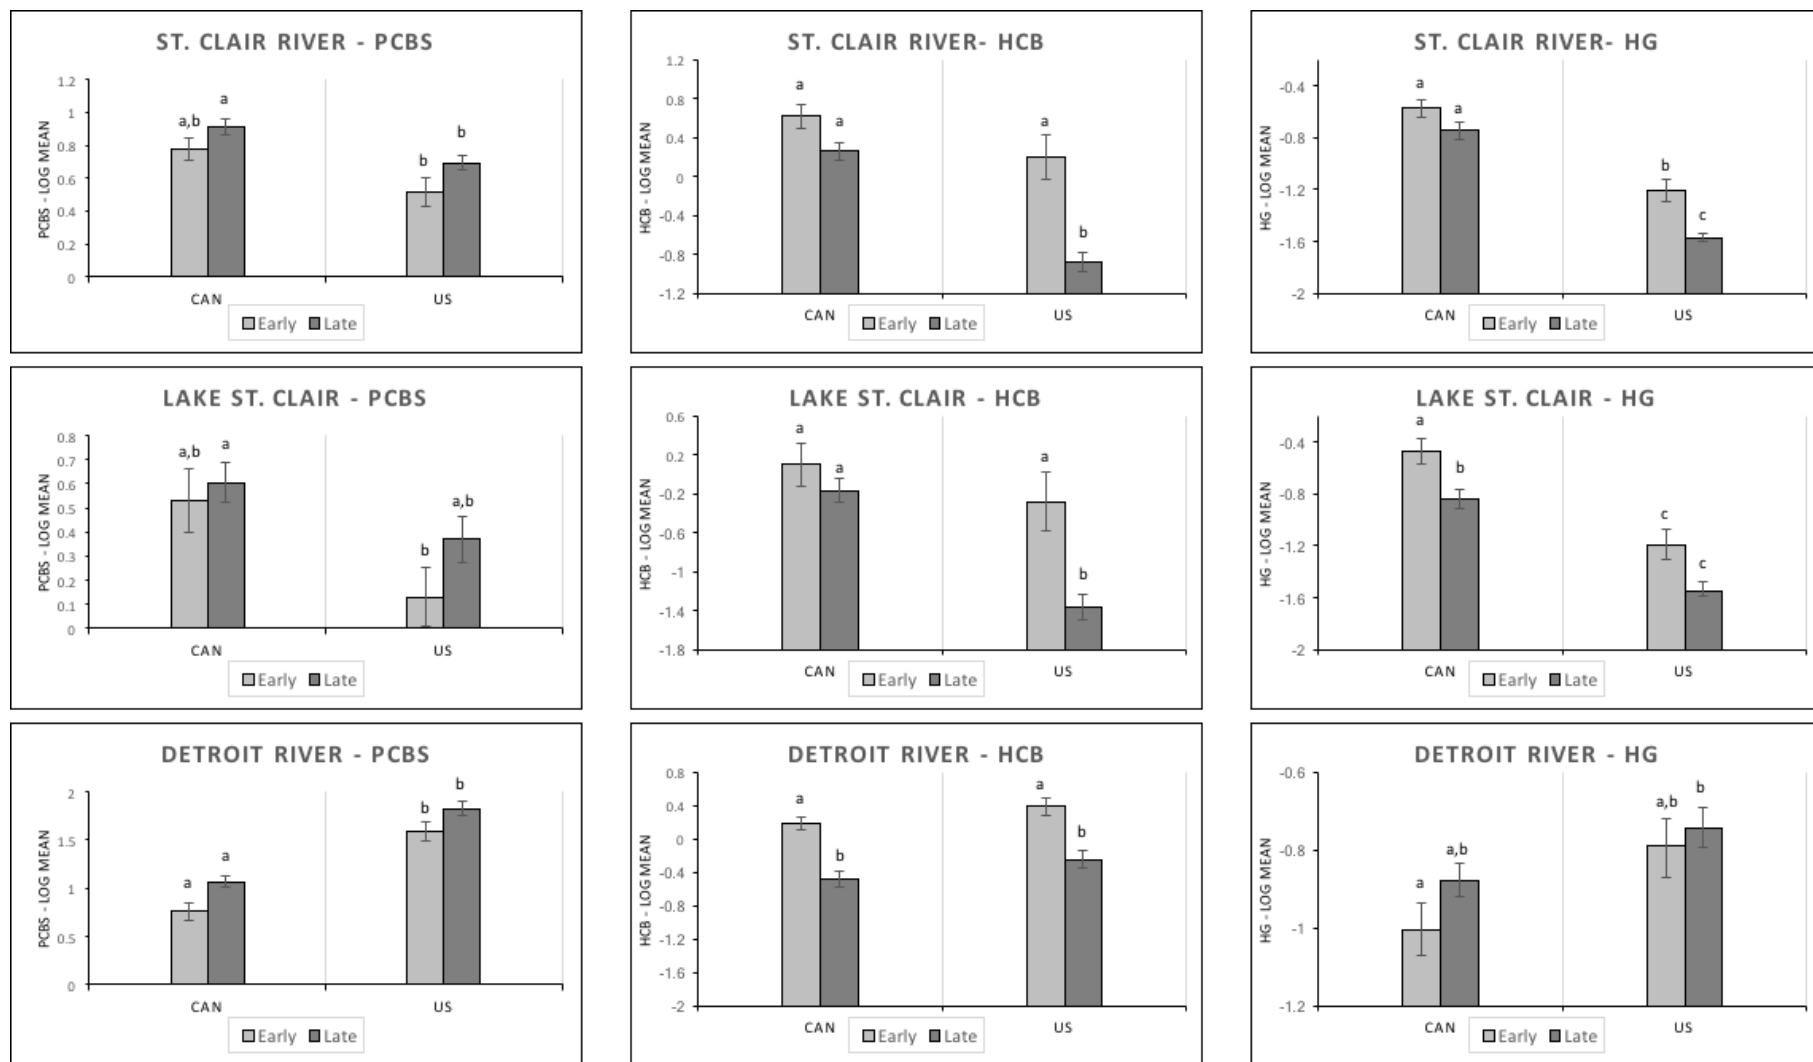 ST. CLAIR RIVER - PCBS
PCBS - LOG MEAN
1.2
1
0.8
0.6
0.4
0.2
0
a,b
a
b
b
CAN
US
Early
Late
ST. CLAIR RIVER- HCB
HCB - LOG MEAN
1.2
0.8
0.4
0
-0.4
-0.8
-1.2
a
a
a
b
CAN
US
Early
Late
ST. CLAIR RIVER- HG
HG - LOG MEAN
-0.4
-0.8
-1.2
-1.6
-2
a
a
b
c
CAN
US
Early
Late
LAKE ST. CLAIR - PCBS
PCBS - LOG MEAN
0.8
0.7
0.6
0.5
0.4
0.3
0.2
0.1
0
a,b
a
b
a,b
CAN
US
Early
Late
LAKE ST. CLAIR - HCB
HCB - LOG MEAN
0.6
0.2
-0.2
-0.6
-1
-1.4
-1.8
a
a
a
b
CAN
US
Early
Late
LAKE ST. CLAIR - HG
HG - LOG MEAN
-0.4
-0.8
-1.2
-1.6
-2
a
b
c
c
CAN
US
Early
Late
DETROIT RIVER - PCBS
PCBS - LOG MEAN
2
1.5
1
0.5
0
a
a
b
b
CAN
US
Early
Late
DETROIT RIVER - HCB
HCB - LOG MEAN
0.8
0.4
0
-0.4
-0.8
-1.2
-1.6
-2
a
b
a
b
CAN
US
Early
Late
DETROIT RIVER - HG
HG - LOG MEAN
-0.6
-0.8
-1
-1.2
a
a,b
a,b
b
CAN
US
Early
Late